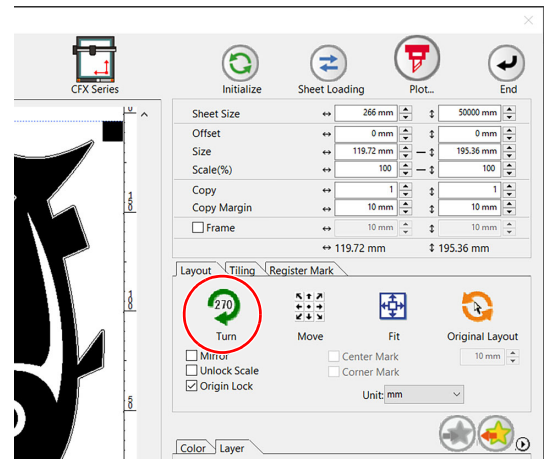 CFX Series
Initialize
Sheet Loading
Plot...
End
Sheet Size ↔ 266 mm ↕ 50000 mm
Offset ↔ 0 mm ↕ 0 mm
Size ↔ 119.72 mm — ↕ 195.36 mm
Scale(%) ↔ 100 — ↕ 100
Copy ↔ 1 ↕ 1
Copy Margin ↔ 10 mm ↕ 10 mm
Frame ↔ 10 mm ↕ 10 mm
↔ 119.72 mm ↕ 195.36 mm
Layout Tiling Register Mark
270
Turn Move Fit Original Layout
Mirror Center Mark 10 mm
Unlock Scale Corner Mark
Origin Lock
Unit: mm
Color Layer
150
100
50